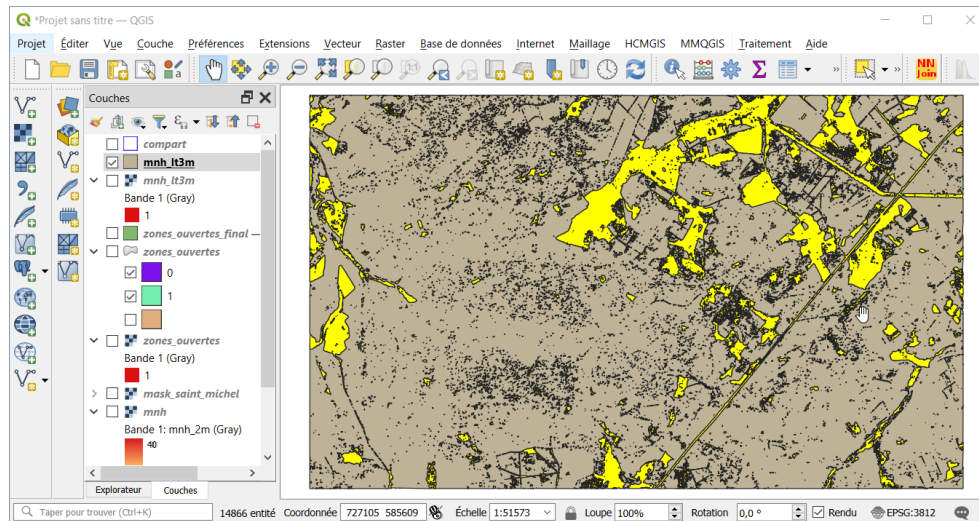 *Projet sans titre — QGIS
Projet Éditer Vue Couche Préférences Extensions Vecteur Raster Base de données Internet Maillage HCMGIS MMQGIS Traitement Aide
NN
Join
Couches
compart
mnh_lt3m
mnh_lt3m
Bande 1 (Gray)
1
zones_ouvertes_final —
zones_ouvertes
0
1
zones_ouvertes
Bande 1 (Gray)
1
mask_saint_michel
mnh
Bande 1: mnh_2m (Gray)
40
Explorateur Couches
Taper pour trouver (Ctrl+K) 14866 entité Coordonnée 727105 585609 Échelle 1:51573 Loupe 100% Rotation 0,0 ° Rendu EPSG:3812